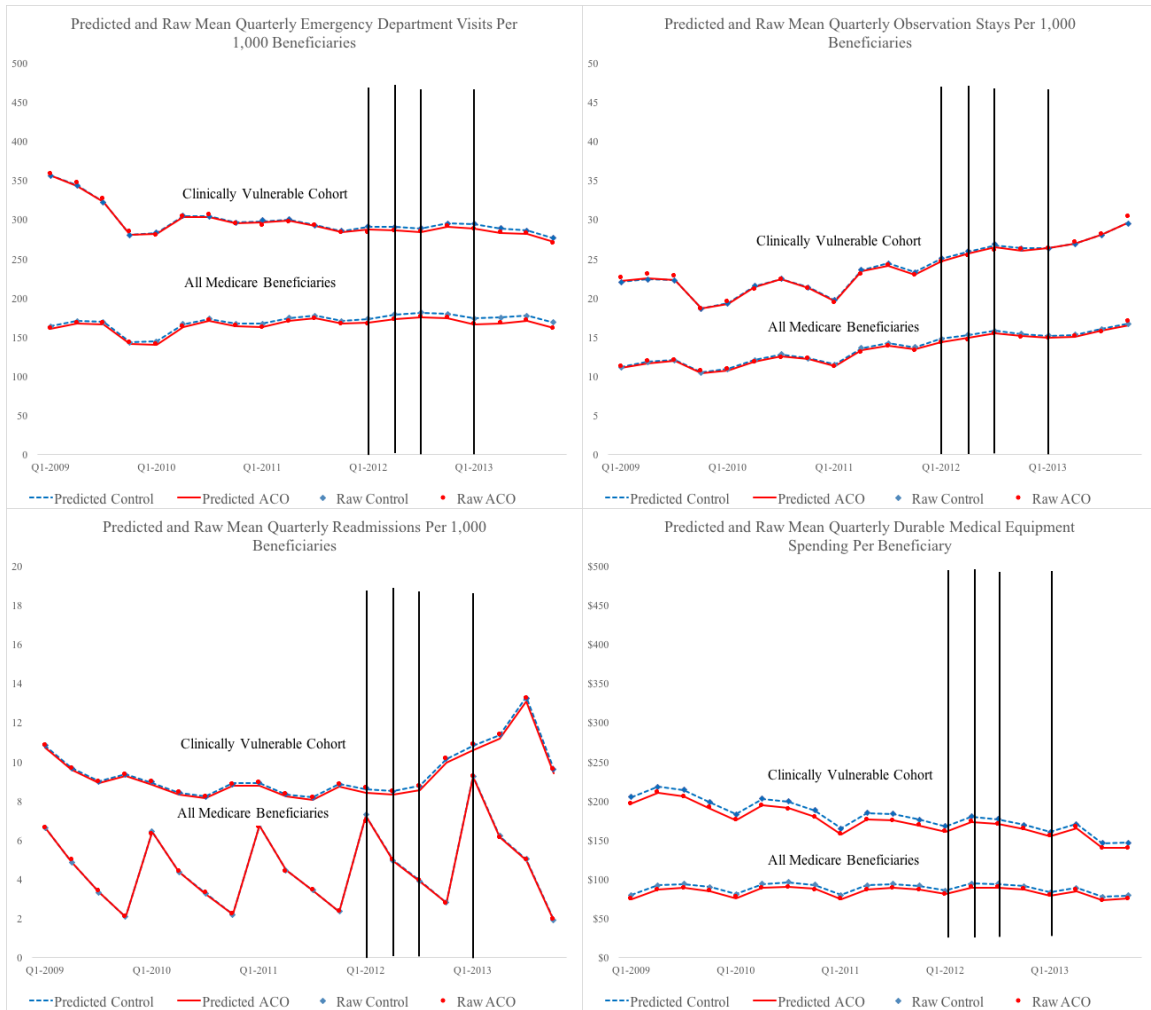 Predicted and Raw Mean Quarterly Emergency Department Visits Per
1,000 Beneficiaries
500
450
400
350
300
250
200
150
100
50
0
Clinically Vulnerable Cohort
All Medicare Beneficiaries
Q1-2009 Q1-2010 Q1-2011 Q1-2012 Q1-2013
Predicted Control Predicted ACO Raw Control Raw ACO
Predicted and Raw Mean Quarterly Observation Stays Per 1,000
Beneficiaries
50
45
40
35
30
25
20
15
10
5
0
Clinically Vulnerable Cohort
All Medicare Beneficiaries
Q1-2009 Q1-2010 Q1-2011 Q1-2012 Q1-2013
Predicted Control Predicted ACO Raw Control Raw ACO
Predicted and Raw Mean Quarterly Readmissions Per 1,000
Beneficiaries
20
18
16
14
12
10
8
6
4
2
0
Clinically Vulnerable Cohort
All Medicare Beneficiaries
Q1-2009 Q1-2010 Q1-2011 Q1-2012 Q1-2013
Predicted Control Predicted ACO Raw Control Raw ACO
Predicted and Raw Mean Quarterly Durable Medical Equipment
Spending Per Beneficiary
$500
$450
$400
$350
$300
$250
$200
$150
$100
$50
$0
Clinically Vulnerable Cohort
All Medicare Beneficiaries
Q1-2009 Q1-2010 Q1-2011 Q1-2012 Q1-2013
Predicted Control Predicted ACO Raw Control Raw ACO